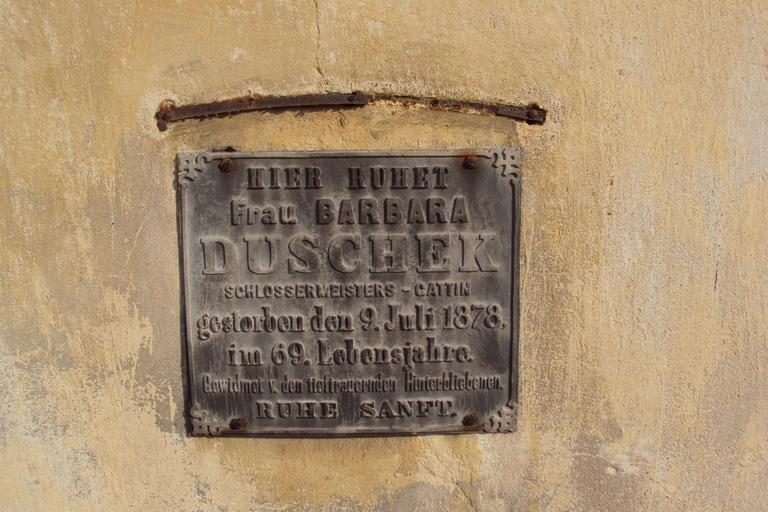 HIER RUHET
Frau BARBARA
DUSCHEK
SCHLOSSERMEISTERS - GATTIN
gestorben den 9. Juli 1878.
im 69. Lebensjahre.
Gewidmet v. den tieftrauernden Hinterbliebenen.
RUHE SANFT.